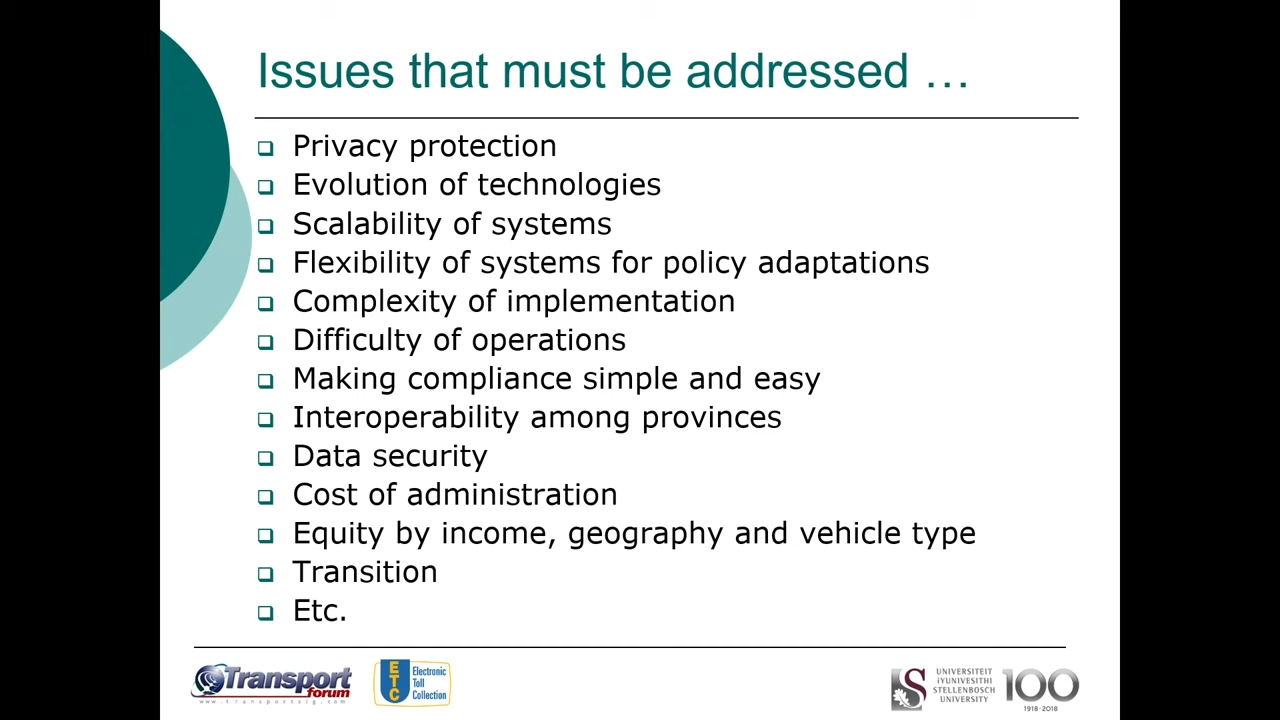 Issues that must be addressed …
Privacy protection
Evolution of technologies
Scalability of systems
Flexibility of systems for policy adaptations
Complexity of implementation
Difficulty of operations
Making compliance simple and easy
Interoperability among provinces
Data security
Cost of administration
Equity by income, geography and vehicle type
Transition
Etc.
Transport
forum
www.transportsig.com
ETC
Electronic
Toll
Collection
UNIVERSITEIT
iYUNIVESITHI
STELLENBOSCH
UNIVERSITY
100
1918·2018